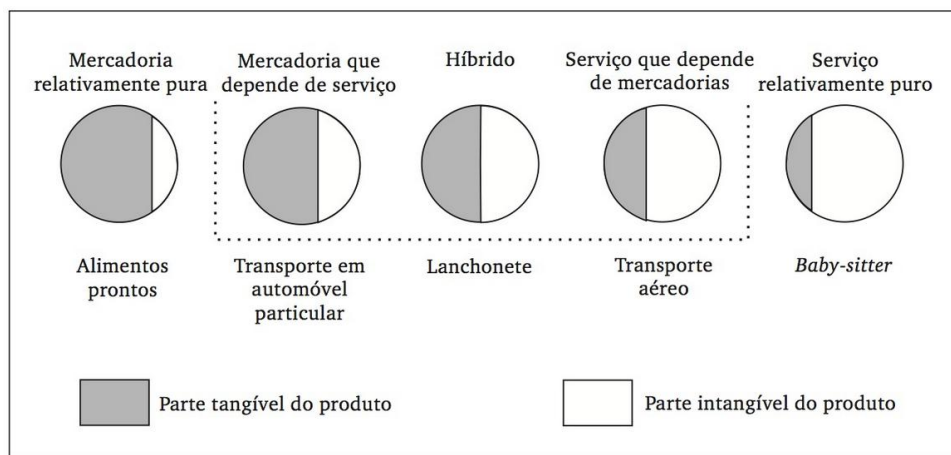 Mercadoria
relativamente pura
Mercadoria que
depende de serviço
Híbrido
Serviço que depende
de mercadorias
Serviço
relativamente puro
Alimentos
prontos
Transporte em
automóvel
particular
Lanchonete
Transporte
aéreo
Baby-sitter
Parte tangível do produto
Parte intangível do produto